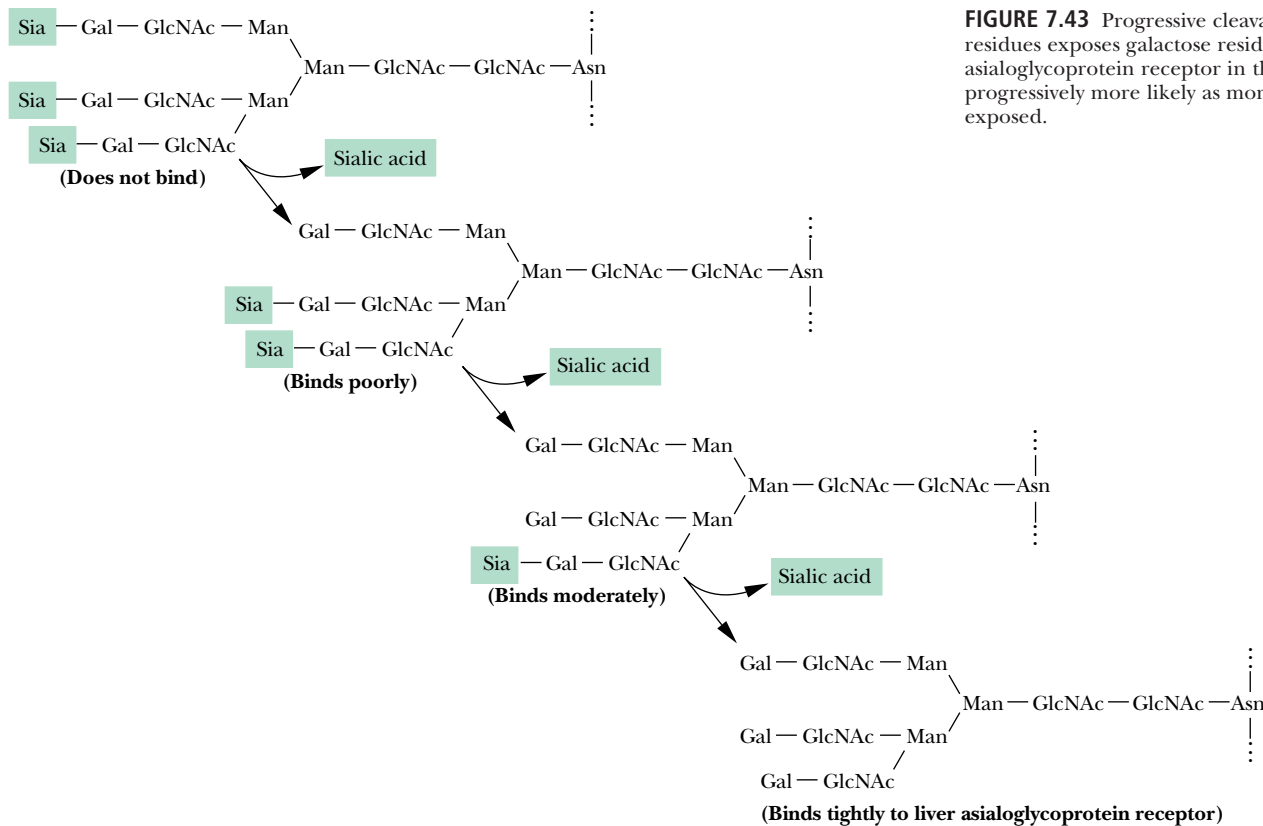 FIGURE 7.43 Progressive cleava
residues exposes galactose resid
asialoglycoprotein receptor in th
progressively more likely as mor
exposed.
Sia — Gal — GlcNAc — Man
Man — GlcNAc — GlcNAc — Asn
Sia — Gal — GlcNAc — Man
Sia — Gal — GlcNAc
(Does not bind)
Sialic acid
Gal — GlcNAc — Man
Man — GlcNAc — GlcNAc — Asn
Sia — Gal — GlcNAc — Man
Sia — Gal — GlcNAc
(Binds poorly)
Sialic acid
Gal — GlcNAc — Man
Man — GlcNAc — GlcNAc — Asn
Gal — GlcNAc — Man
Sia — Gal — GlcNAc
(Binds moderately)
Sialic acid
Gal — GlcNAc — Man
Man — GlcNAc — GlcNAc — Asn
Gal — GlcNAc — Man
Gal — GlcNAc
(Binds tightly to liver asialoglycoprotein receptor)